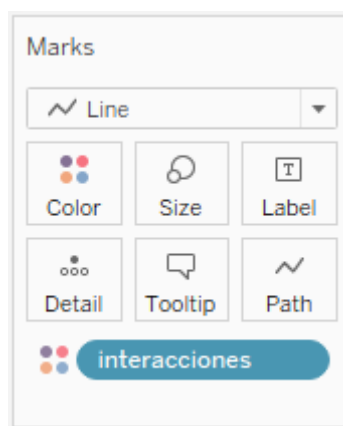 Marks
Line
Color Size Label
Detail Tooltip Path
interacciones